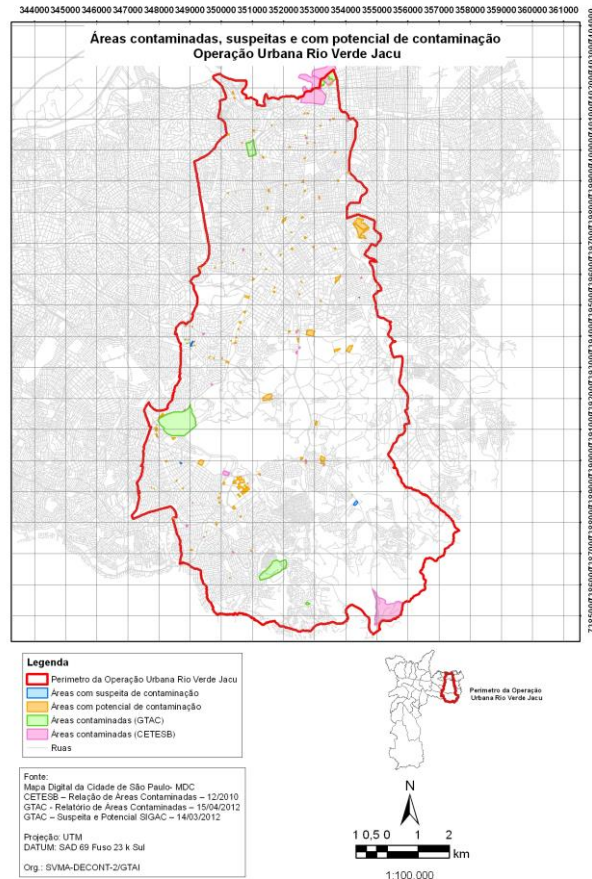 344000 345000 346000 347000 348000 349000 350000 351000 352000 353000 354000 355000 356000 357000 358000 359000 360000 361000
Áreas contaminadas, suspeitas e com potencial de contaminação
Operação Urbana Rio Verde Jacu
Legenda
Perímetro da Operação Urbana Rio Verde Jacu
Áreas com suspeita de contaminação
Áreas com potencial de contaminação
Áreas contaminadas (GTAC)
Áreas contaminadas (CETESB)
Ruas
Perímetro da Operação
Urbana Rio Verde Jacu
Fonte:
Mapa Digital da Cidade de São Paulo- MDC
CETESB – Relação de Áreas Contaminadas – 12/2010
GTAC - Relatório de Áreas Contaminadas – 15/04/2012
GTAC – Suspeita e Potencial SIGAC – 14/03/2012
Projeção: UTM
DATUM: SAD 69 Fuso 23 k Sul
Org.: SVMA-DECONT-2/GTAI
N
1 0,5 0 1 2
km
1:100.000